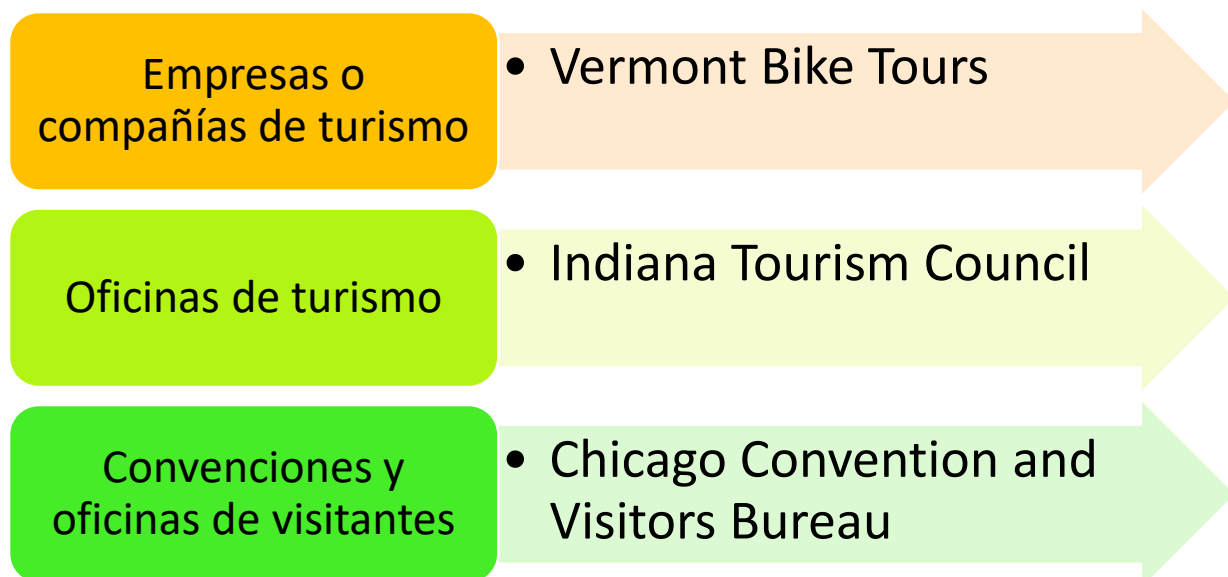 Empresas o
compañías de turismo
• Vermont Bike Tours
Oficinas de turismo
• Indiana Tourism Council
Convenciones y
oficinas de visitantes
• Chicago Convention and
Visitors Bureau